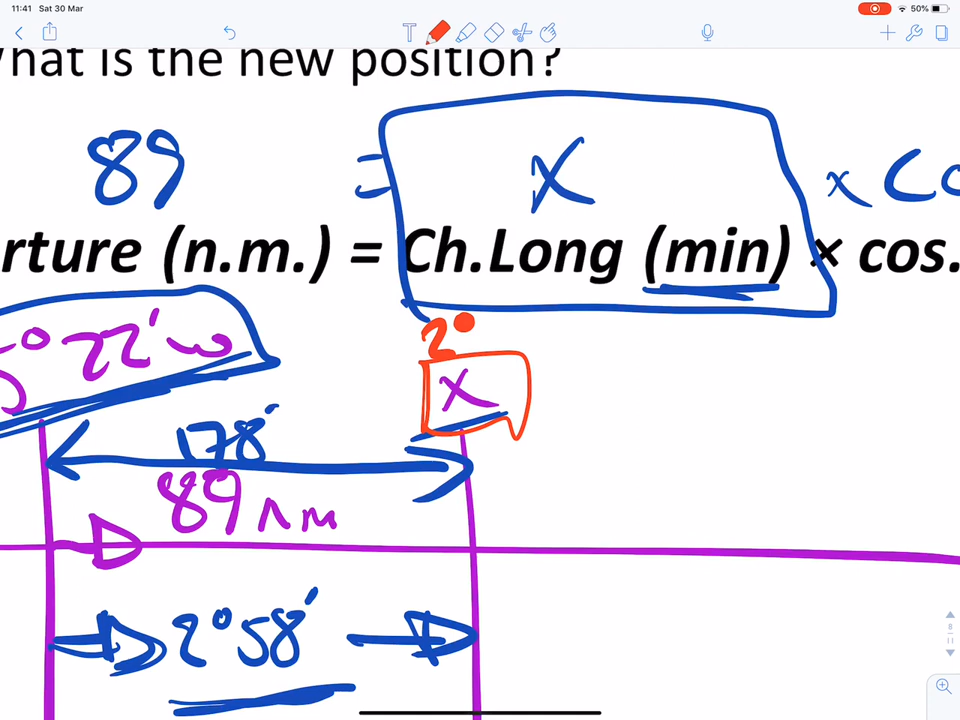 11:41 Sat 30 Mar
50%
T
hat is the new position?
89 = X × Co
rture (n.m.) = Ch.Long (min) × cos.
5° 22' W
2°
X
178'
89 nm
2° 58'